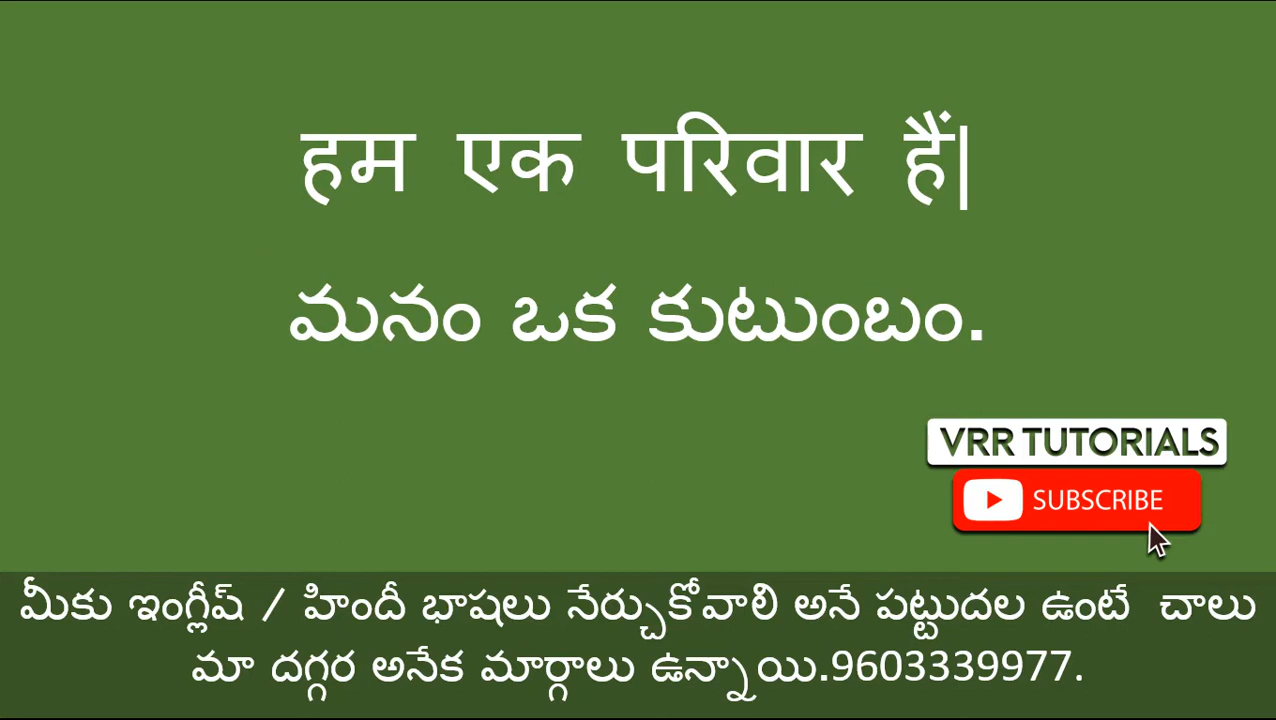 हम एक परिवार हैं|
మనం ఒక కుటుంబం.
VRR TUTORIALS
SUBSCRIBE
మీకు ఇంగ్లీష్ / హిందీ భాషలు నేర్చుకోవాలి అనే పట్టుదల ఉంటే చాలు
మా దగ్గర అనేక మార్గాలు ఉన్నాయి.9603339977.